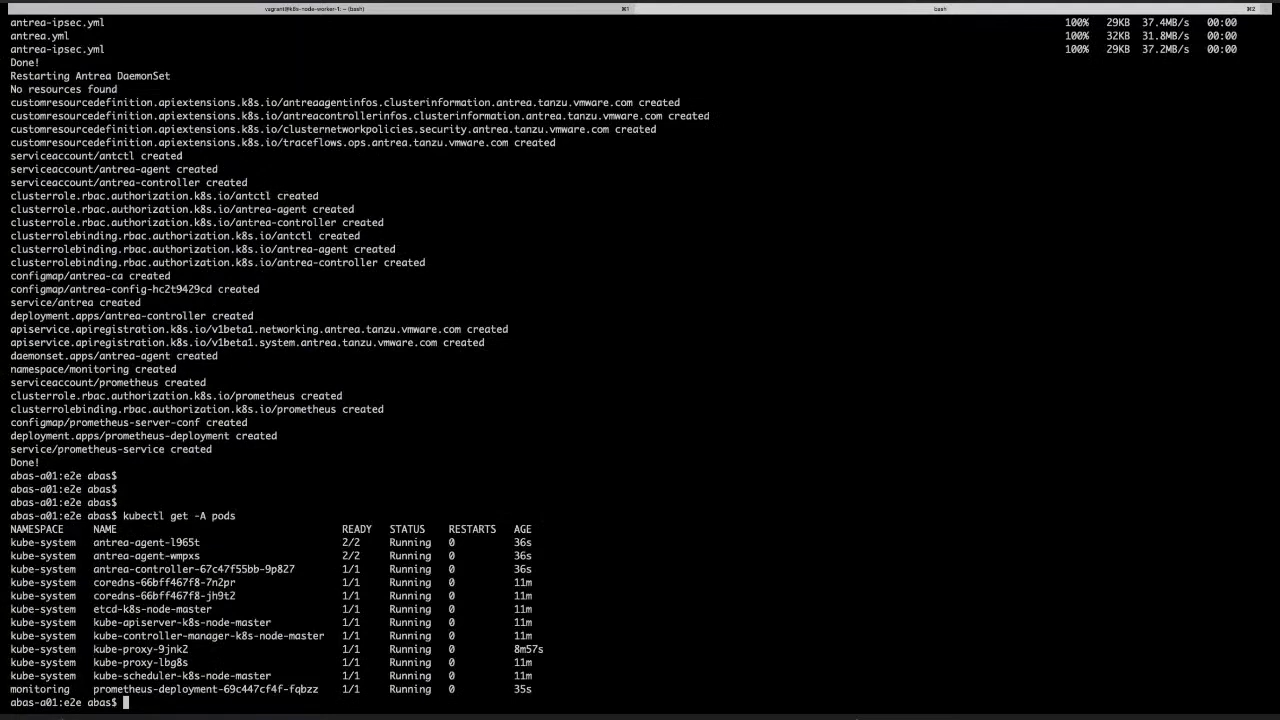 vagrant@k8s-node-worker-1: ~ (bash) ⌘1 bash ⌘2
antrea-ipsec.yml 100% 29KB 37.4MB/s 00:00
antrea.yml 100% 32KB 31.8MB/s 00:00
antrea-ipsec.yml 100% 29KB 37.2MB/s 00:00
Done!
Restarting Antrea DaemonSet
No resources found
customresourcedefinition.apiextensions.k8s.io/antreaagentinfos.clusterinformation.antrea.tanzu.vmware.com created
customresourcedefinition.apiextensions.k8s.io/antreacontrollerinfos.clusterinformation.antrea.tanzu.vmware.com created
customresourcedefinition.apiextensions.k8s.io/clusternetworkpolicies.security.antrea.tanzu.vmware.com created
customresourcedefinition.apiextensions.k8s.io/traceflows.ops.antrea.tanzu.vmware.com created
serviceaccount/antctl created
serviceaccount/antrea-agent created
serviceaccount/antrea-controller created
clusterrole.rbac.authorization.k8s.io/antctl created
clusterrole.rbac.authorization.k8s.io/antrea-agent created
clusterrole.rbac.authorization.k8s.io/antrea-controller created
clusterrolebinding.rbac.authorization.k8s.io/antctl created
clusterrolebinding.rbac.authorization.k8s.io/antrea-agent created
clusterrolebinding.rbac.authorization.k8s.io/antrea-controller created
configmap/antrea-ca created
configmap/antrea-config-hc2t9429cd created
service/antrea created
deployment.apps/antrea-controller created
apiservice.apiregistration.k8s.io/v1beta1.networking.antrea.tanzu.vmware.com created
apiservice.apiregistration.k8s.io/v1beta1.system.antrea.tanzu.vmware.com created
daemonset.apps/antrea-agent created
namespace/monitoring created
serviceaccount/prometheus created
clusterrole.rbac.authorization.k8s.io/prometheus created
clusterrolebinding.rbac.authorization.k8s.io/prometheus created
configmap/prometheus-server-conf created
deployment.apps/prometheus-deployment created
service/prometheus-service created
Done!
abas-a01:e2e abas$
abas-a01:e2e abas$
abas-a01:e2e abas$
abas-a01:e2e abas$ kubectl get -A pods
NAMESPACE NAME READY STATUS RESTARTS AGE
kube-system antrea-agent-l965t 2/2 Running 0 36s
kube-system antrea-agent-wmpxs 2/2 Running 0 36s
kube-system antrea-controller-67c47f55bb-9p827 1/1 Running 0 36s
kube-system coredns-66bff467f8-7n2pr 1/1 Running 0 11m
kube-system coredns-66bff467f8-jh9t2 1/1 Running 0 11m
kube-system etcd-k8s-node-master 1/1 Running 0 11m
kube-system kube-apiserver-k8s-node-master 1/1 Running 0 11m
kube-system kube-controller-manager-k8s-node-master 1/1 Running 0 11m
kube-system kube-proxy-9jnk2 1/1 Running 0 8m57s
kube-system kube-proxy-lbg8s 1/1 Running 0 11m
kube-system kube-scheduler-k8s-node-master 1/1 Running 0 11m
monitoring prometheus-deployment-69c447cf4f-fqbzz 1/1 Running 0 35s
abas-a01:e2e abas$